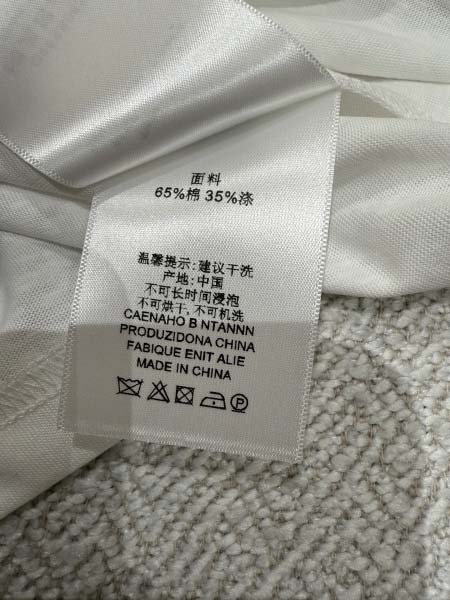 面料
65%棉 35%涤
温馨提示:建议干洗
产地:中国
不可长时间浸泡
不可烘干,不可机洗
CAENAHO B NTANNN
PRODUZIDONA CHINA
FABIQUE ENIT ALIE
MADE IN CHINA